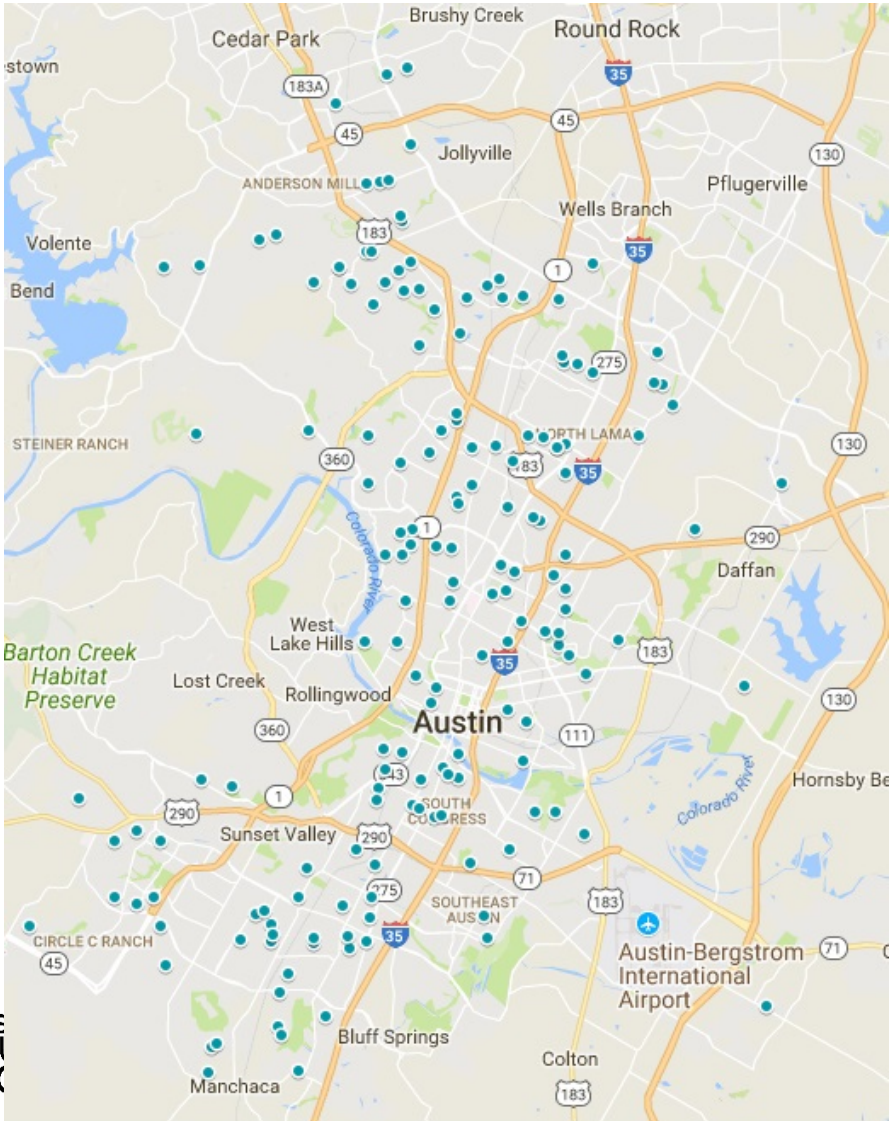 Brushy Creek
Cedar Park
Round Rock
estown
35
183A
45
45
Jollyville
130
ANDERSON MILL
Pflugerville
Wells Branch
183
Volente
35
1
Bend
275
NORTH LAMA
STEINER RANCH
130
360
183
35
Colorado River
1
290
Daffan
West
Lake Hills
Barton Creek
Habitat
Preserve
183
35
Lost Creek
Rollingwood
130
Austin
360
111
343
Hornsby Be
1
Colorado River
290
SOUTH
CONGRESS
Sunset Valley
290
71
275
183
SOUTHEAST
AUSTIN
35
CIRCLE C RANCH
45
Austin-Bergstrom
International
Airport
71
Bluff Springs
Colton
Manchaca
183